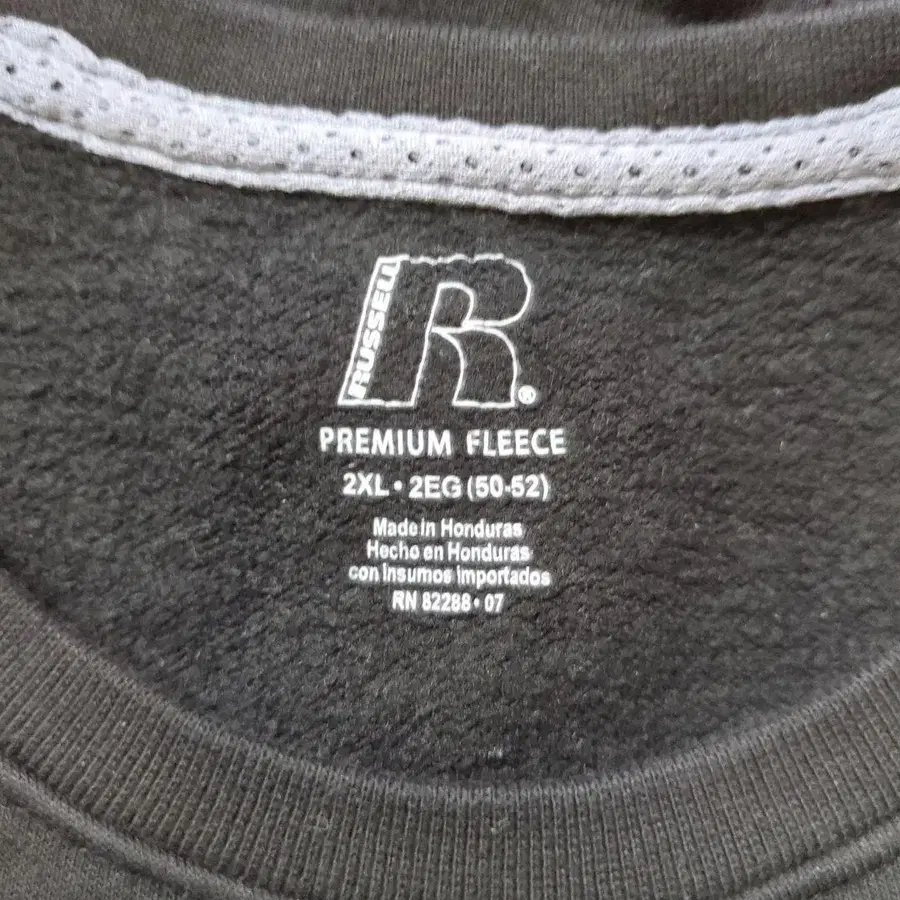 RUSSELL
R®
PREMIUM FLEECE
2XL • 2EG (50-52)
Made in Honduras
Hecho en Honduras
con insumos importados
RN 82288 • 07